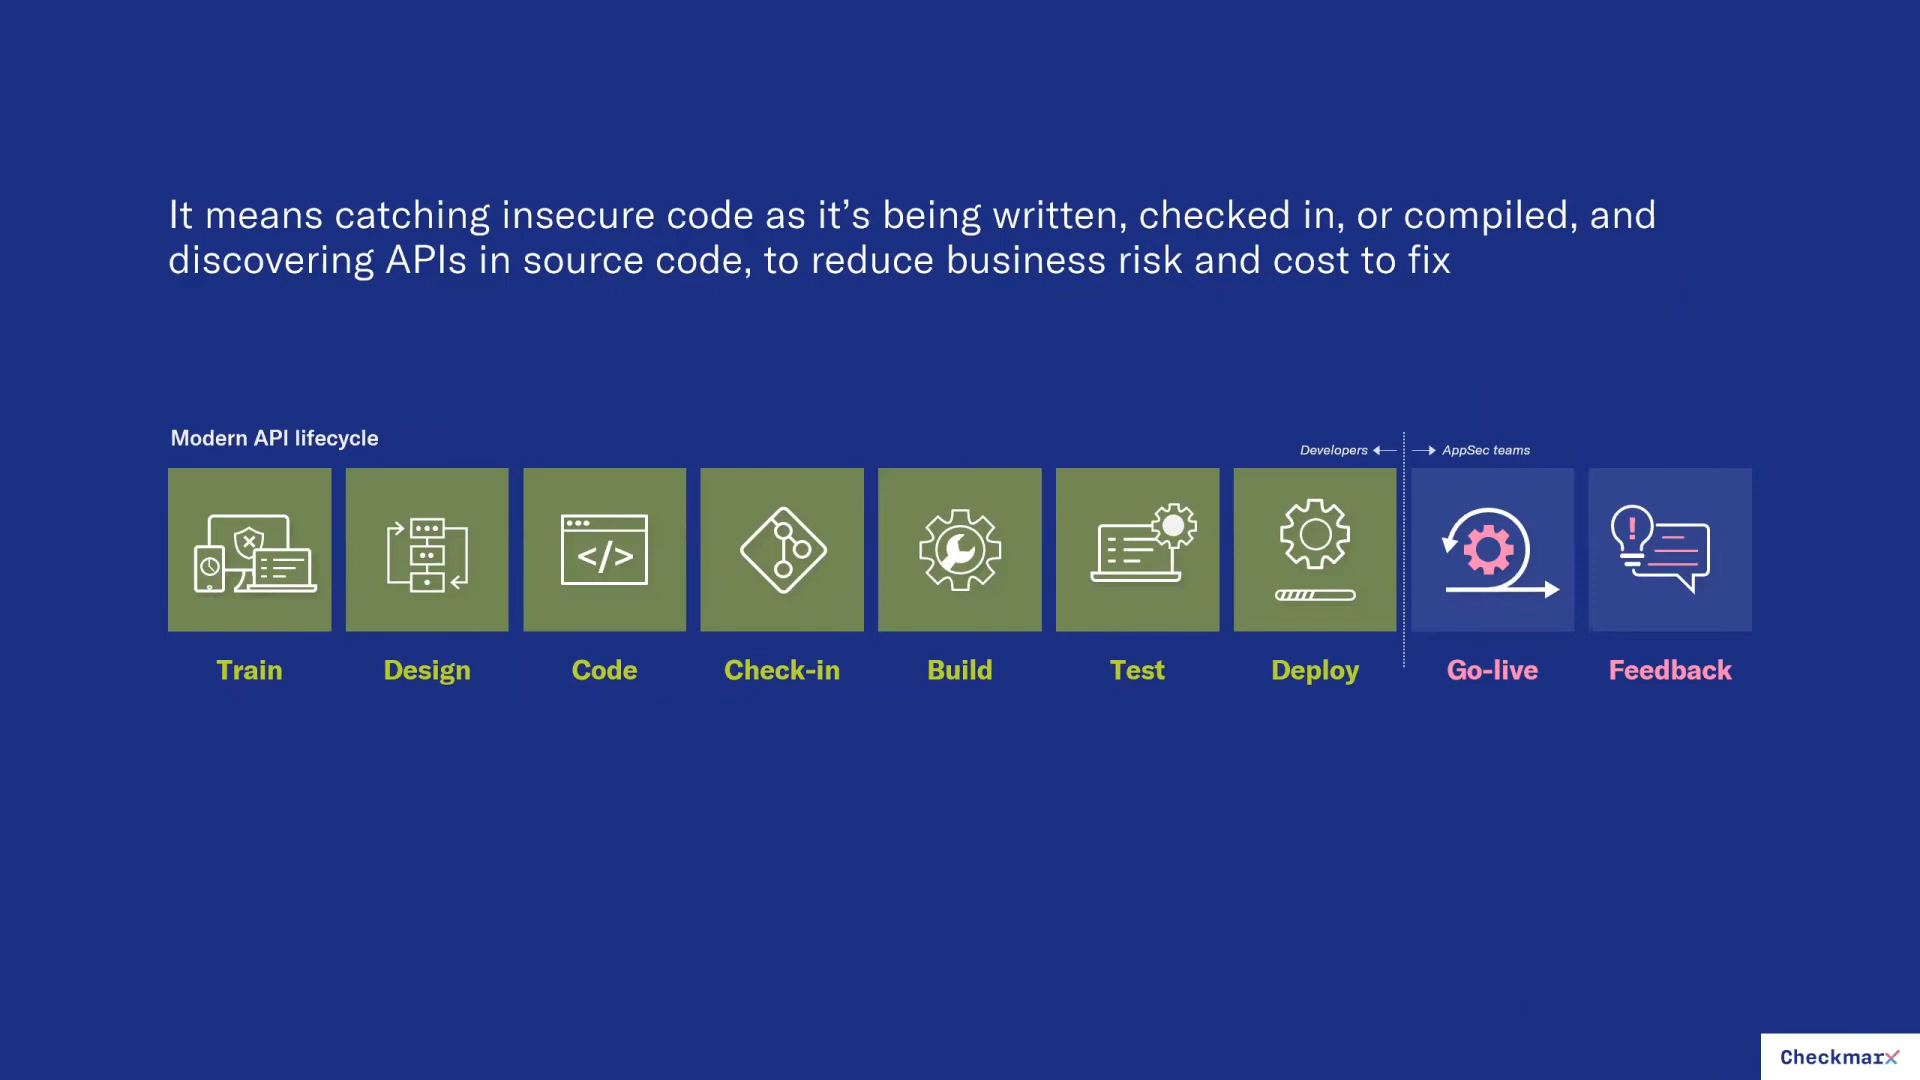 It means catching insecure code as it’s being written, checked in, or compiled, and
discovering APIs in source code, to reduce business risk and cost to fix
Modern API lifecycle
Developers
AppSec teams
</>
!
Train
Design
Code
Check-in
Build
Test
Deploy
Go-live
Feedback
Checkmarx